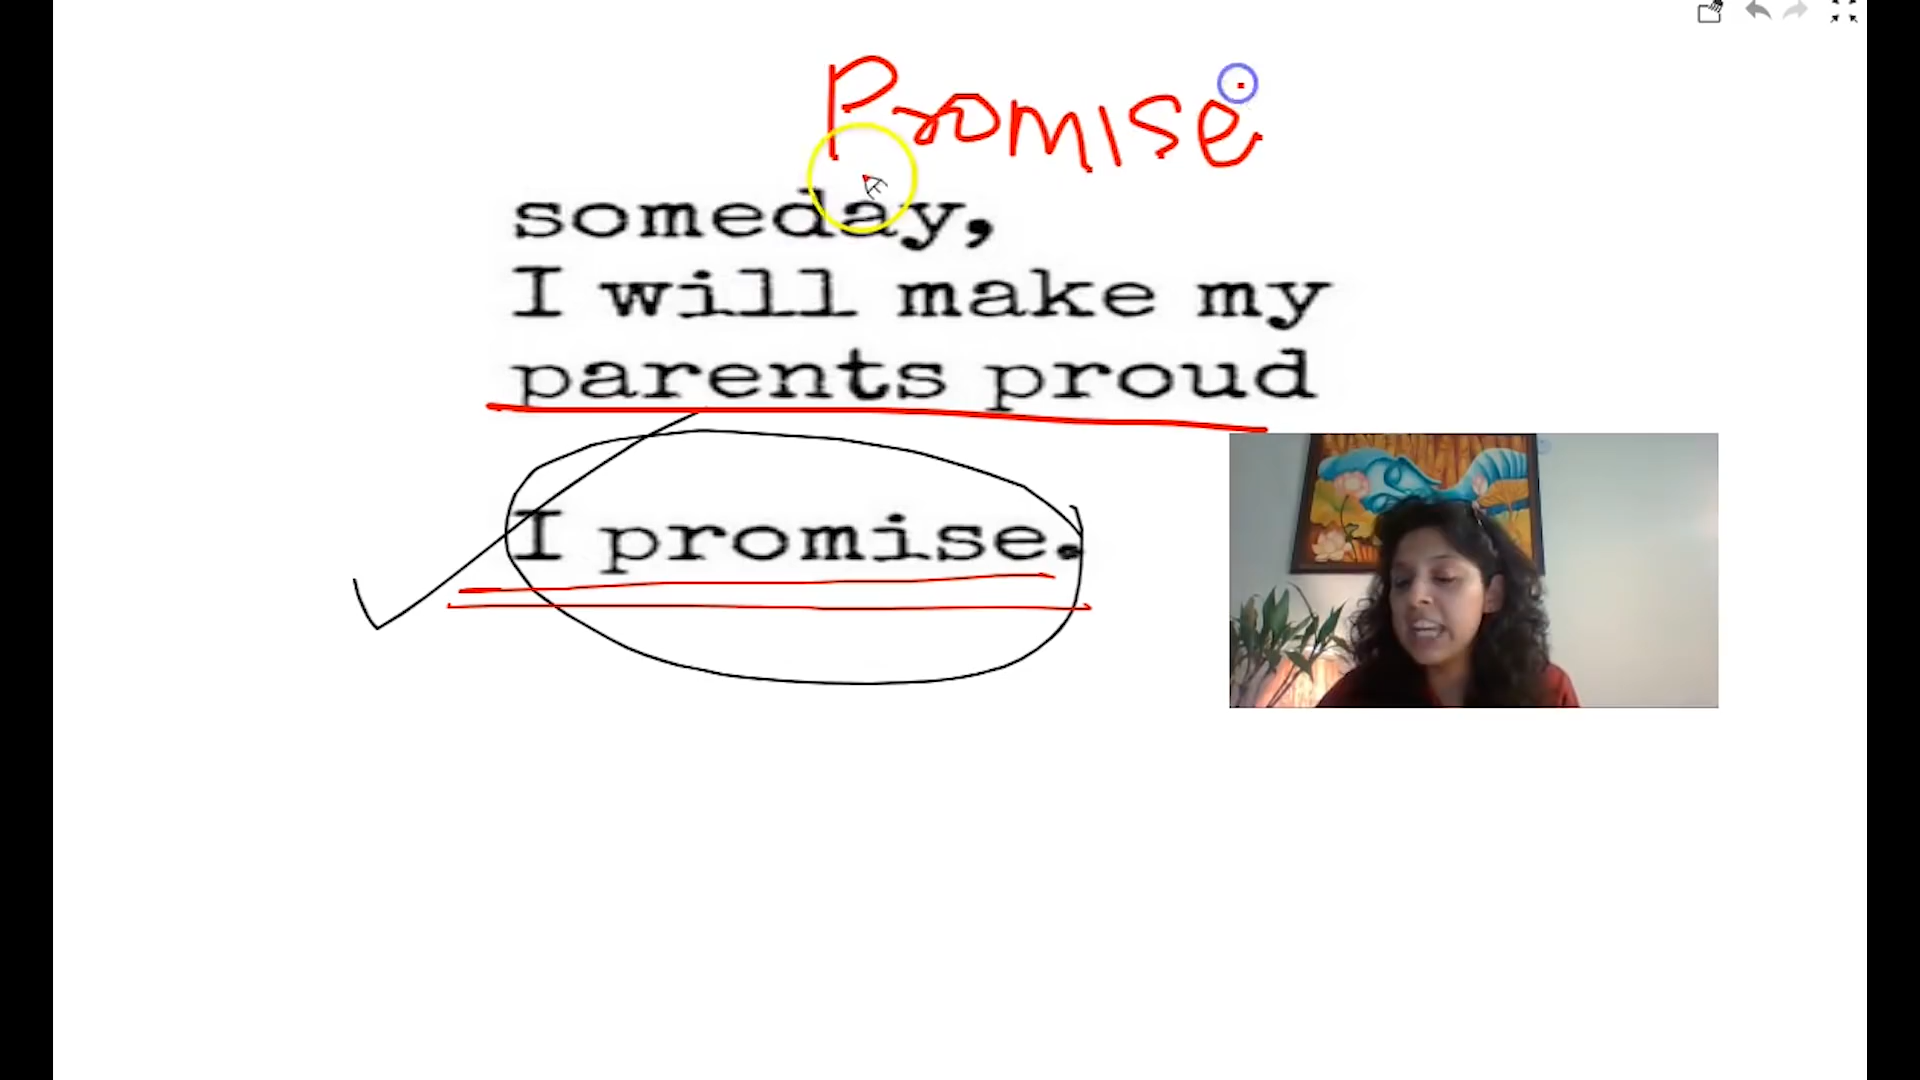 Promise
someday,
I will make my
parents proud
I promise.